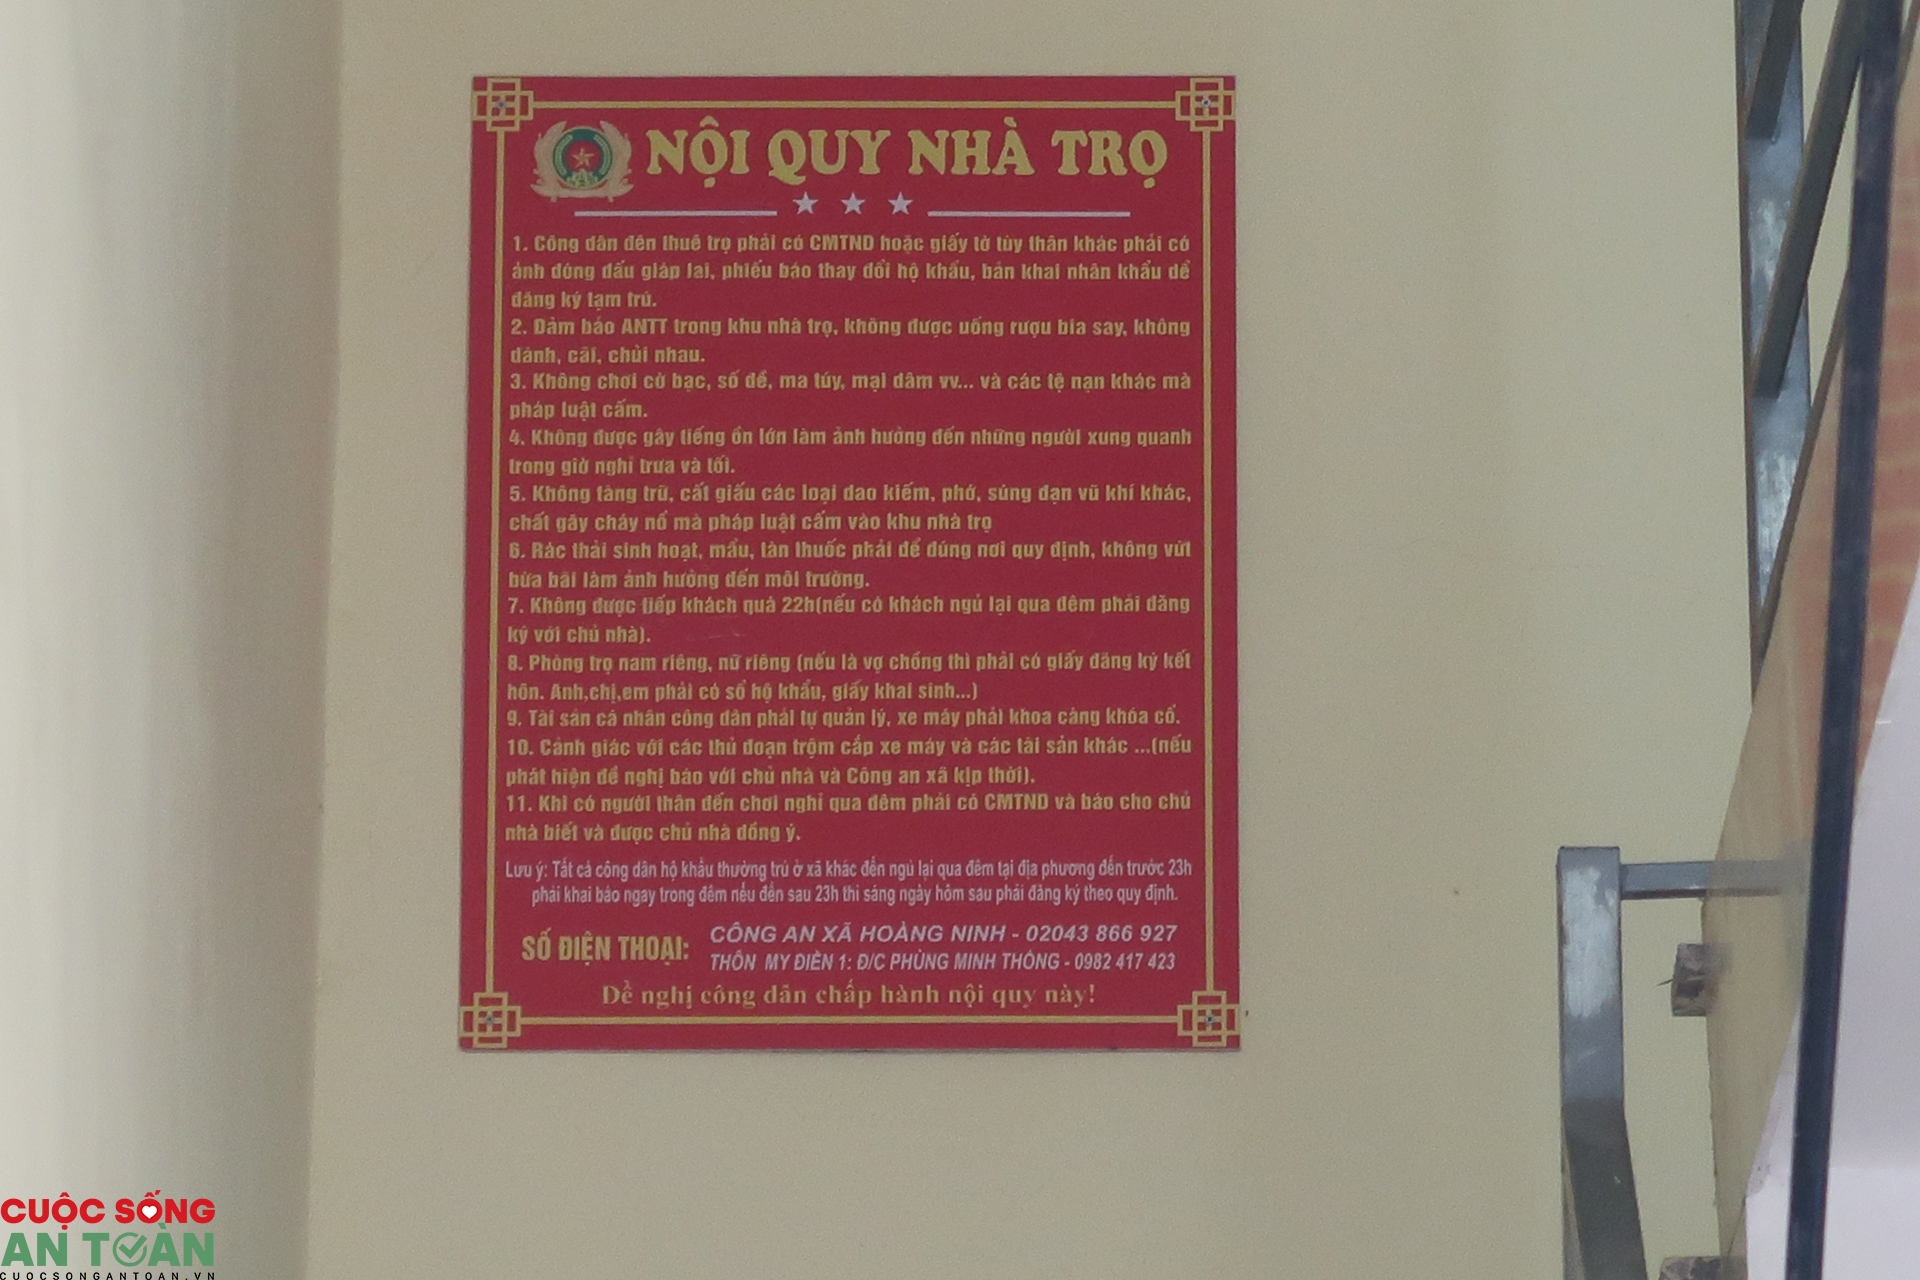 NỘI QUY NHÀ TRỌ
1. Công dân đến thuê trọ phải có CMTND hoặc giấy tờ tùy thân khác phải có
ảnh đóng dấu giáp lai, phiếu báo thay đổi hộ khẩu, bản khai nhân khẩu để
đăng ký tạm trú.
2. Đảm bảo ANTT trong khu nhà trọ, không được uống rượu bia say, không
đánh, cãi, chửi nhau.
3. Không chơi cờ bạc, số đề, ma túy, mại dâm vv... và các tệ nạn khác mà
pháp luật cấm.
4. Không được gây tiếng ồn lớn làm ảnh hưởng đến những người xung quanh
trong giờ nghỉ trưa và tối.
5. Không tàng trữ, cất giấu các loại dao kiếm, phớ, súng đạn vũ khí khác,
chất gây cháy nổ mà pháp luật cấm vào khu nhà trọ
6. Rác thải sinh hoạt, mẩu, tàn thuốc phải để đúng nơi quy định, không vứt
bừa bãi làm ảnh hưởng đến môi trường.
7. Không được tiếp khách quá 22h(nếu có khách ngủ lại qua đêm phải đăng
ký với chủ nhà).
8. Phòng trọ nam riêng, nữ riêng (nếu là vợ chồng thì phải có giấy đăng ký kết
hôn. Anh,chị,em phải có sổ hộ khẩu, giấy khai sinh...)
9. Tài sản cá nhân công dân phải tự quản lý, xe máy phải khoa càng khóa cổ.
10. Cảnh giác với các thủ đoạn trộm cắp xe máy và các tài sản khác ...(nếu
phát hiện đề nghị báo với chủ nhà và Công an xã kịp thời).
11. Khi có người thân đến chơi nghỉ qua đêm phải có CMTND và báo cho chủ
nhà biết và được chủ nhà đồng ý.
Lưu ý: Tất cả công dân hộ khẩu thường trú ở xã khác đến ngủ lại qua đêm tại địa phương đến trước 23h
phải khai báo ngay trong đêm nếu đến sau 23h thì sáng ngày hôm sau phải đăng ký theo quy định.
SỐ ĐIỆN THOẠI:
CÔNG AN XÃ HOÀNG NINH - 02043 866 927
THÔN MY ĐIỀN 1: Đ/C PHÙNG MINH THÔNG - 0982 417 423
Đề nghị công dân chấp hành nội quy này!
CUỘC SỐNG
AN TOÀN
CUOCSONGANTOAN.VN